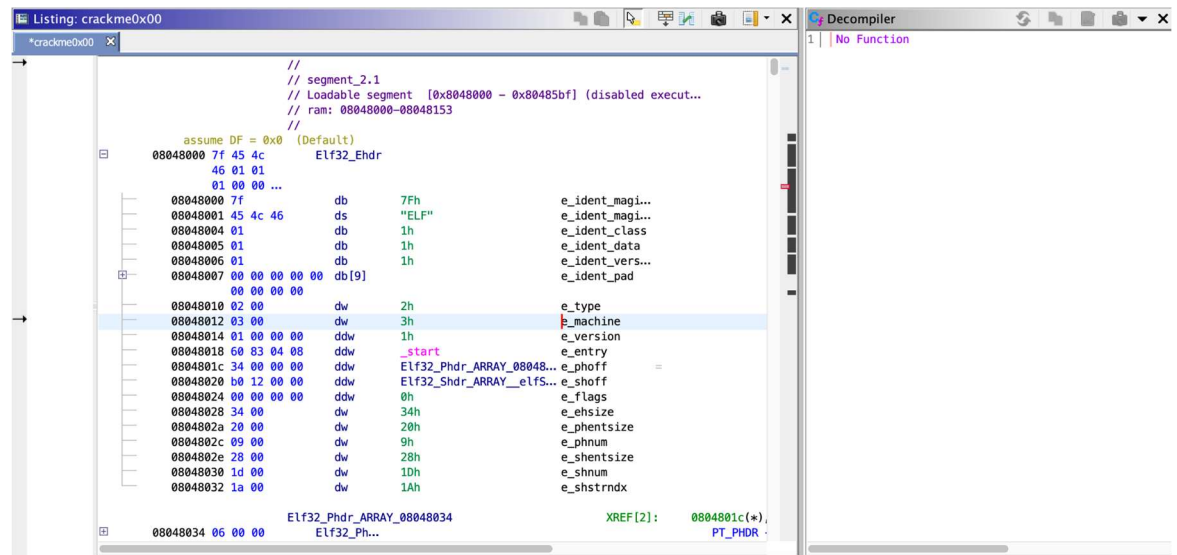 Listing: crackme0x00
*crackme0x00
//
// segment_2.1
// Loadable segment [0x8048000 - 0x80485bf] (disabled execut...
// ram: 08048000-08048153
//
assume DF = 0x0 (Default)
08048000 7f 45 4c Elf32_Ehdr
46 01 01
01 00 00 ...
08048000 7f db 7Fh e_ident_magi...
08048001 45 4c 46 ds "ELF" e_ident_magi...
08048004 01 db 1h e_ident_class
08048005 01 db 1h e_ident_data
08048006 01 db 1h e_ident_vers...
08048007 00 00 00 00 00 db[9] e_ident_pad
00 00 00 00
08048010 02 00 dw 2h e_type
08048012 03 00 dw 3h e_machine
08048014 01 00 00 00 ddw 1h e_version
08048018 60 83 04 08 ddw _start e_entry
0804801c 34 00 00 00 ddw Elf32_Phdr_ARRAY_08048... e_phoff =
08048020 b0 12 00 00 ddw Elf32_Shdr_ARRAY__elfS... e_shoff
08048024 00 00 00 00 ddw 0h e_flags
08048028 34 00 dw 34h e_ehsize
0804802a 20 00 dw 20h e_phentsize
0804802c 09 00 dw 9h e_phnum
0804802e 28 00 dw 28h e_shentsize
08048030 1d 00 dw 1Dh e_shnum
08048032 1a 00 dw 1Ah e_shstrndx
Elf32_Phdr_ARRAY_08048034 XREF[2]: 0804801c(*),
08048034 06 00 00 Elf32_Ph... PT_PHDR -
Decompiler
1 No Function